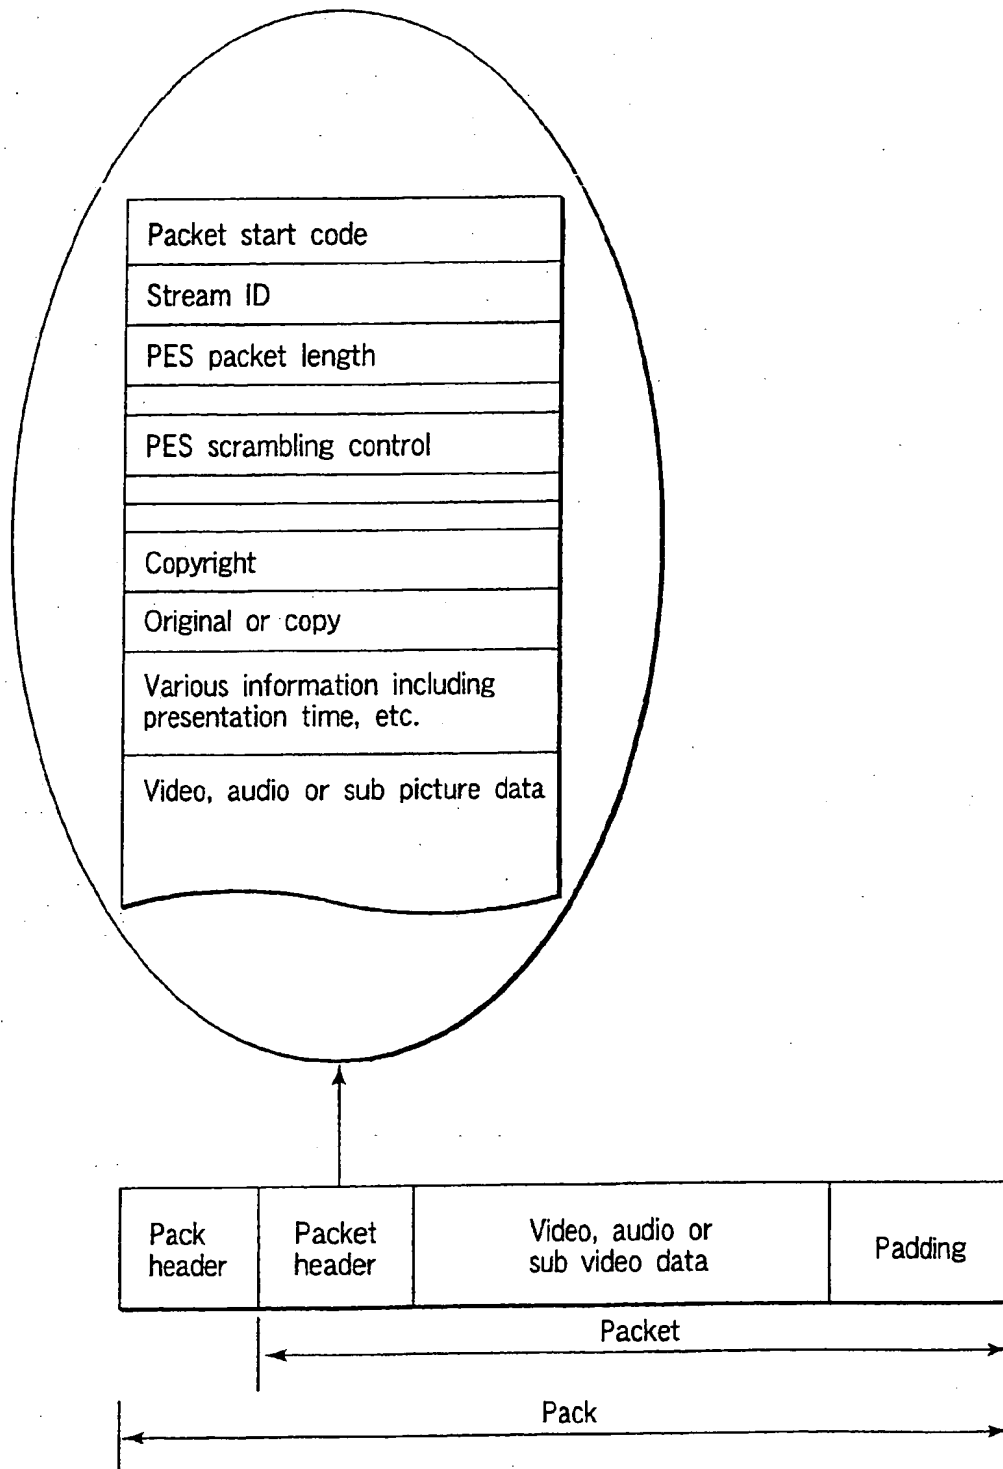 Packet start code
Stream ID
PES packet length
PES scrambling control
Copyright
Original or copy
Various information including
presentation time, etc.
Video, audio or sub picture data
Pack
header
Packet
header
Video, audio or
sub video data
Padding
Packet
Pack